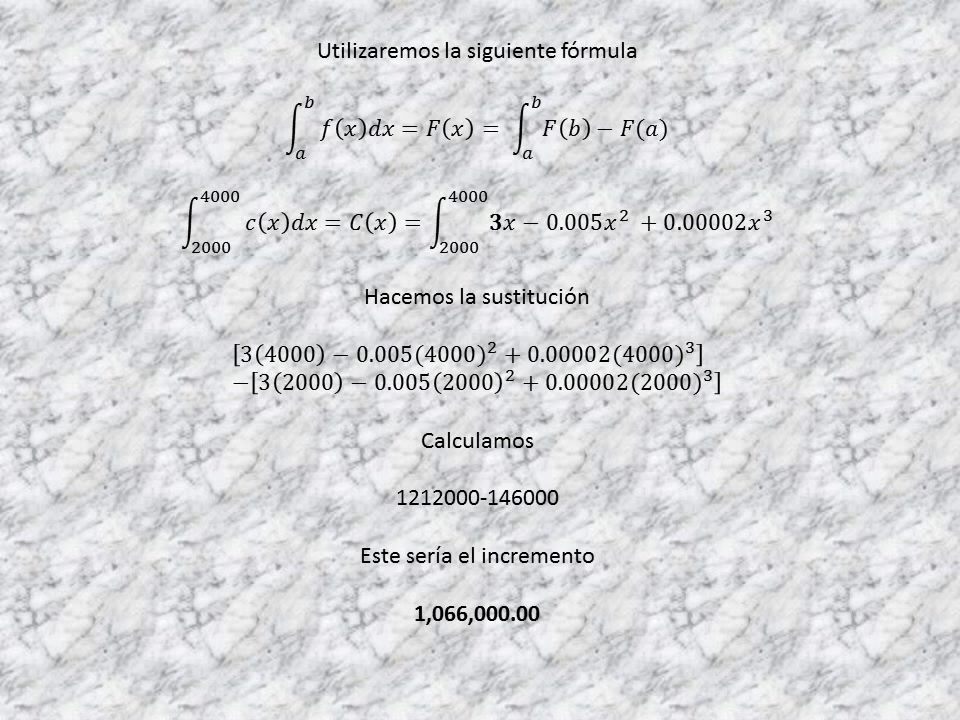 Utilizaremos la siguiente fórmula
∫_a^b f(x)dx = F(x) = ∫_a^b F(b) − F(a)
∫_2000^4000 c(x)dx = C(x) = ∫_2000^4000 3x − 0.005x² + 0.00002x³
Hacemos la sustitución
[3(4000) − 0.005(4000)² + 0.00002(4000)³]
−[3(2000) − 0.005(2000)² + 0.00002(2000)³]
Calculamos
1212000-146000
Este sería el incremento
1,066,000.00